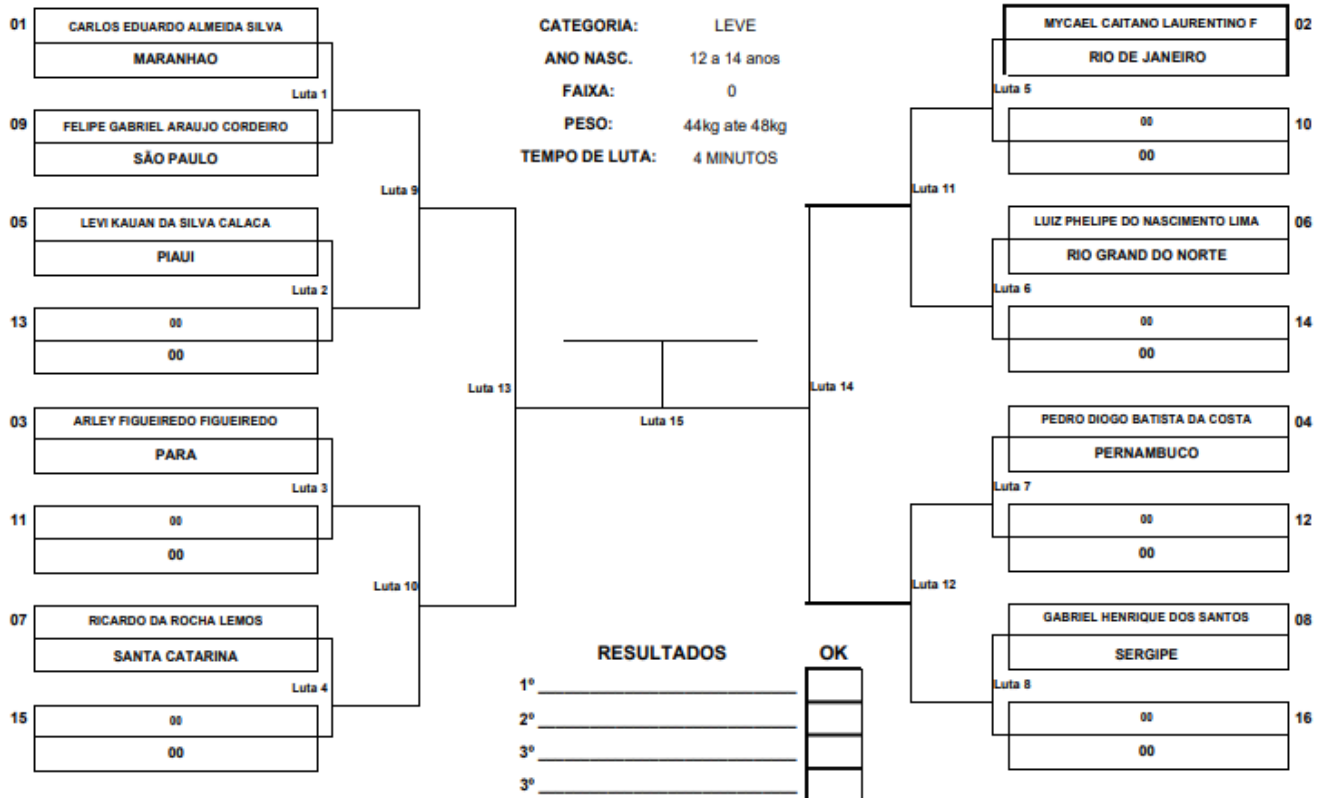 01
CARLOS EDUARDO ALMEIDA SILVA
MARANHAO
Luta 1
09
FELIPE GABRIEL ARAUJO CORDEIRO
SÃO PAULO
Luta 9
05
LEVI KAUAN DA SILVA CALACA
PIAUI
Luta 2
13
00
00
Luta 13
03
ARLEY FIGUEIREDO FIGUEIREDO
PARA
Luta 3
11
00
00
Luta 10
07
RICARDO DA ROCHA LEMOS
SANTA CATARINA
Luta 4
15
00
00
CATEGORIA: LEVE
ANO NASC. 12 a 14 anos
FAIXA: 0
PESO: 44kg ate 48kg
TEMPO DE LUTA: 4 MINUTOS
Luta 15
RESULTADOS OK
1º
2º
3º
3º
MYCAEL CAITANO LAURENTINO F
02
RIO DE JANEIRO
Luta 5
00
10
00
Luta 11
LUIZ PHELIPE DO NASCIMENTO LIMA
06
RIO GRAND DO NORTE
Luta 6
00
14
00
Luta 14
PEDRO DIOGO BATISTA DA COSTA
04
PERNAMBUCO
Luta 7
00
12
00
Luta 12
GABRIEL HENRIQUE DOS SANTOS
08
SERGIPE
Luta 8
00
16
00